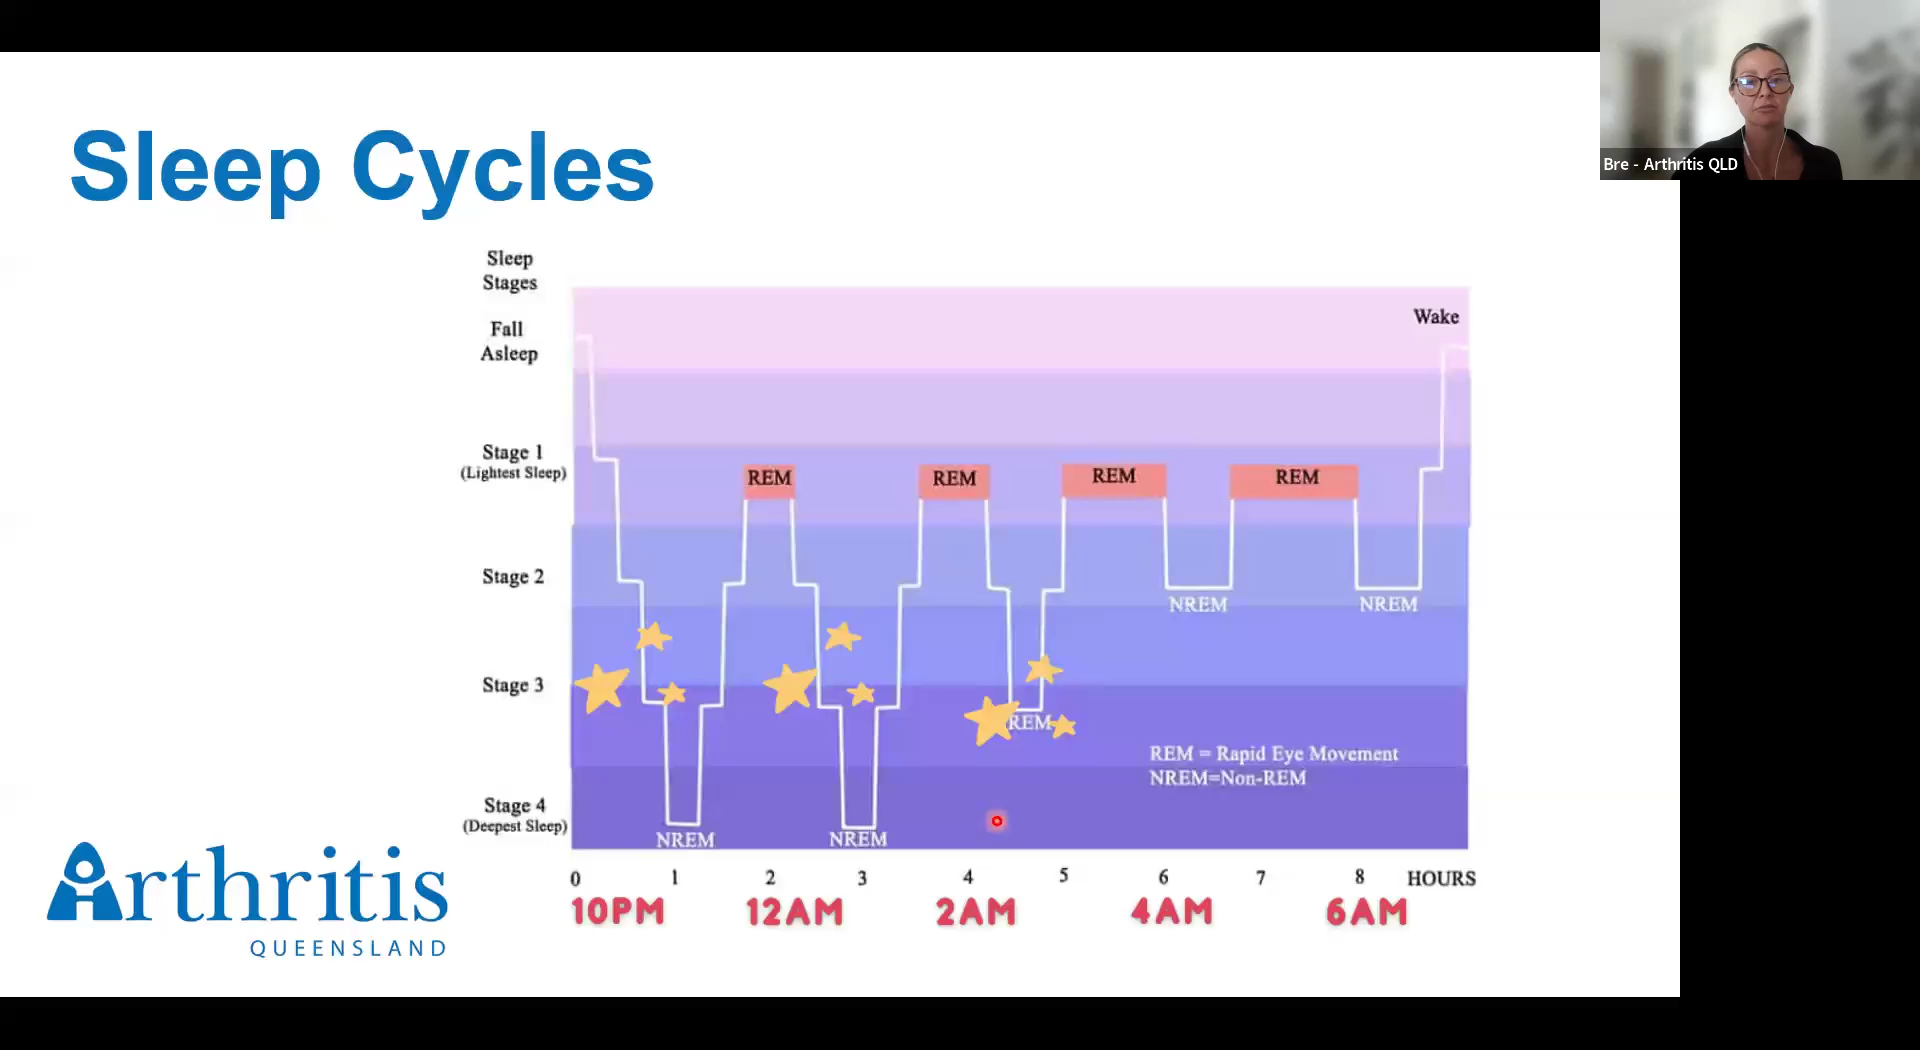 Bre - Arthritis QLD
Sleep Cycles
Sleep
Stages
Wake
Fall
Asleep
Stage 1
(Lightest Sleep)
REM
REM
REM
REM
Stage 2
NREM
NREM
Stage 3
REM
REM = Rapid Eye Movement
NREM=Non-REM
Stage 4
(Deepest Sleep)
NREM
NREM
0 1 2 3 4 5 6 7 8 HOURS
10PM 12AM 2AM 4AM 6AM
Arthritis
QUEENSLAND